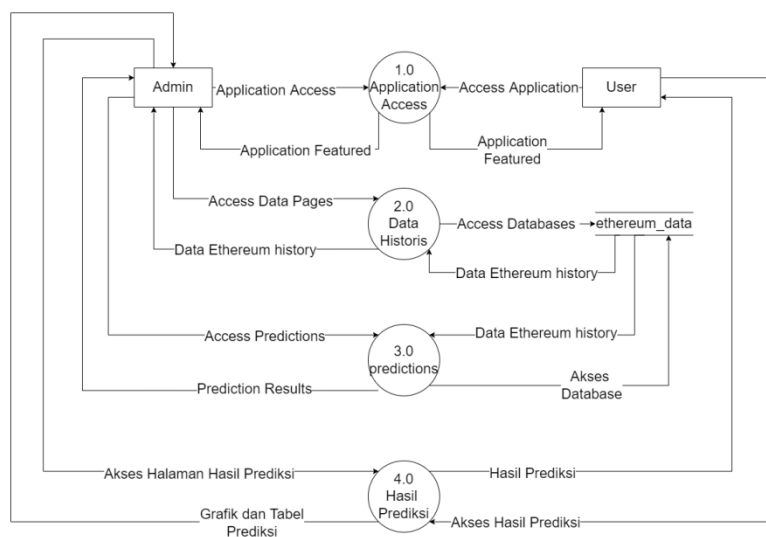 Admin
Application Access
1.0
Application
Access
Access Application
User
Application Featured
Application
Featured
Access Data Pages
2.0
Data
Historis
Access Databases
ethereum_data
Data Ethereum history
Data Ethereum history
Access Predictions
3.0
predictions
Data Ethereum history
Prediction Results
Akses
Database
Akses Halaman Hasil Prediksi
4.0
Hasil
Prediksi
Hasil Prediksi
Grafik dan Tabel
Prediksi
Akses Hasil Prediksi